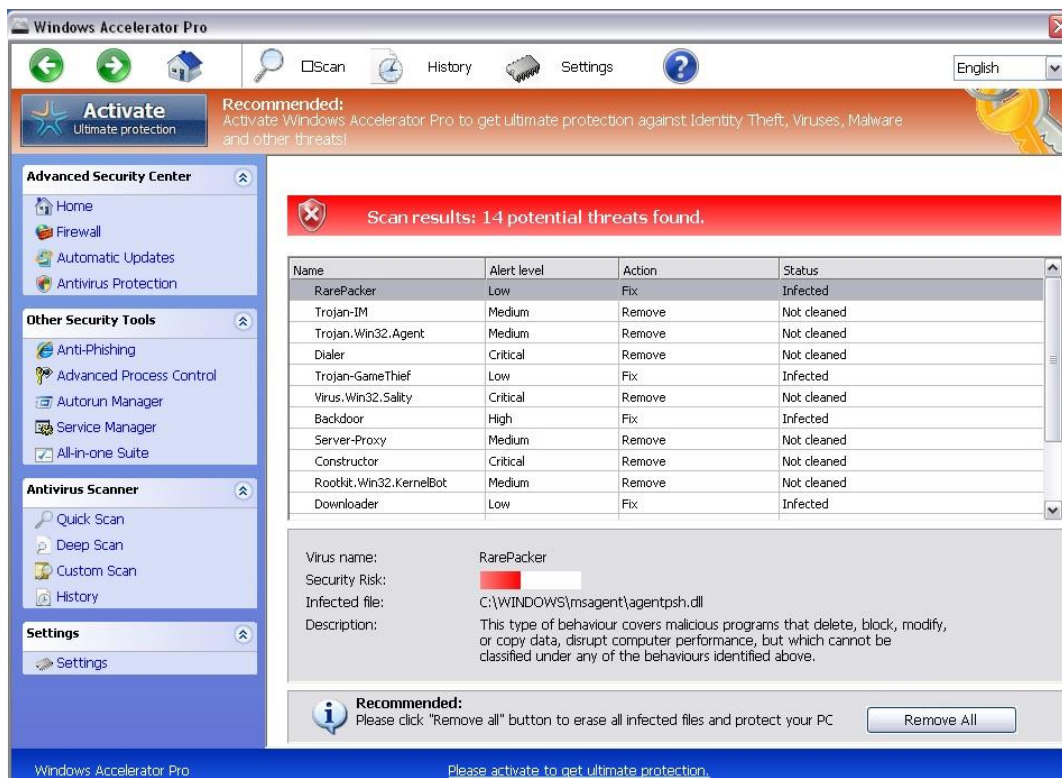 Windows Accelerator Pro
Scan
History
Settings
English
Activate
Ultimate protection
Recommended:
Activate Windows Accelerator Pro to get ultimate protection against Identity Theft, Viruses, Malware
and other threats!
Advanced Security Center
Home
Firewall
Automatic Updates
Antivirus Protection
Other Security Tools
Anti-Phishing
Advanced Process Control
Autorun Manager
Service Manager
All-in-one Suite
Antivirus Scanner
Quick Scan
Deep Scan
Custom Scan
History
Settings
Settings
Scan results: 14 potential threats found.
Name Alert level Action Status
RarePacker Low Fix Infected
Trojan-IM Medium Remove Not cleaned
Trojan.Win32.Agent Medium Remove Not cleaned
Dialer Critical Remove Not cleaned
Trojan-GameThief Low Fix Infected
Virus.Win32.Sality Critical Remove Not cleaned
Backdoor High Fix Infected
Server-Proxy Medium Remove Not cleaned
Constructor Critical Remove Not cleaned
Rootkit.Win32.KernelBot Medium Remove Not cleaned
Downloader Low Fix Infected
Virus name: RarePacker
Security Risk:
Infected file: C:\WINDOWS\msagent\agentpsh.dll
Description: This type of behaviour covers malicious programs that delete, block, modify,
or copy data, disrupt computer performance, but which cannot be
classified under any of the behaviours identified above.
Recommended:
Please click "Remove all" button to erase all infected files and protect your PC
Remove All
Windows Accelerator Pro
Please activate to get ultimate protection.